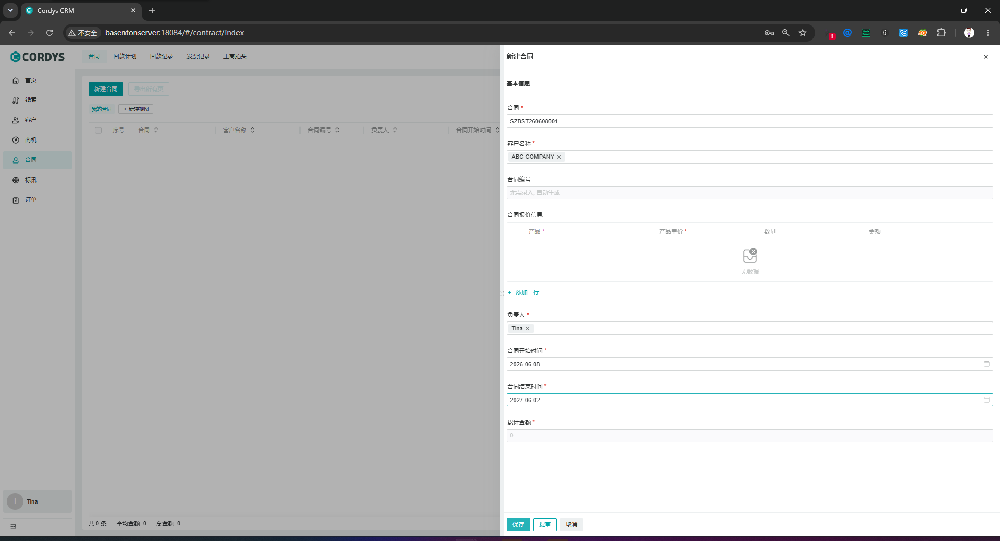 Cordys CRM
不安全
basentonserver:18084/#/contract/index
CORDYS
合同
回款计划
回款记录
发票记录
工商抬头
首页
线索
客户
商机
合同
标讯
订单
新建合同
导出所有页
我的合同
+ 新建视图
序号
合同
客户名称
合同编号
负责人
合同开始时间
共 0 条
平均金额 0
总金额 0
T
Tina
新建合同
基本信息
合同 *
SZBST260608001
客户名称 *
ABC COMPANY
合同编号
无需录入, 自动生成
合同报价信息
产品 *
产品单价 *
数量
金额
无数据
+ 添加一行
负责人 *
Tina
合同开始时间 *
2026-06-08
合同结束时间 *
2027-06-02
累计金额 *
0
保存
提审
取消